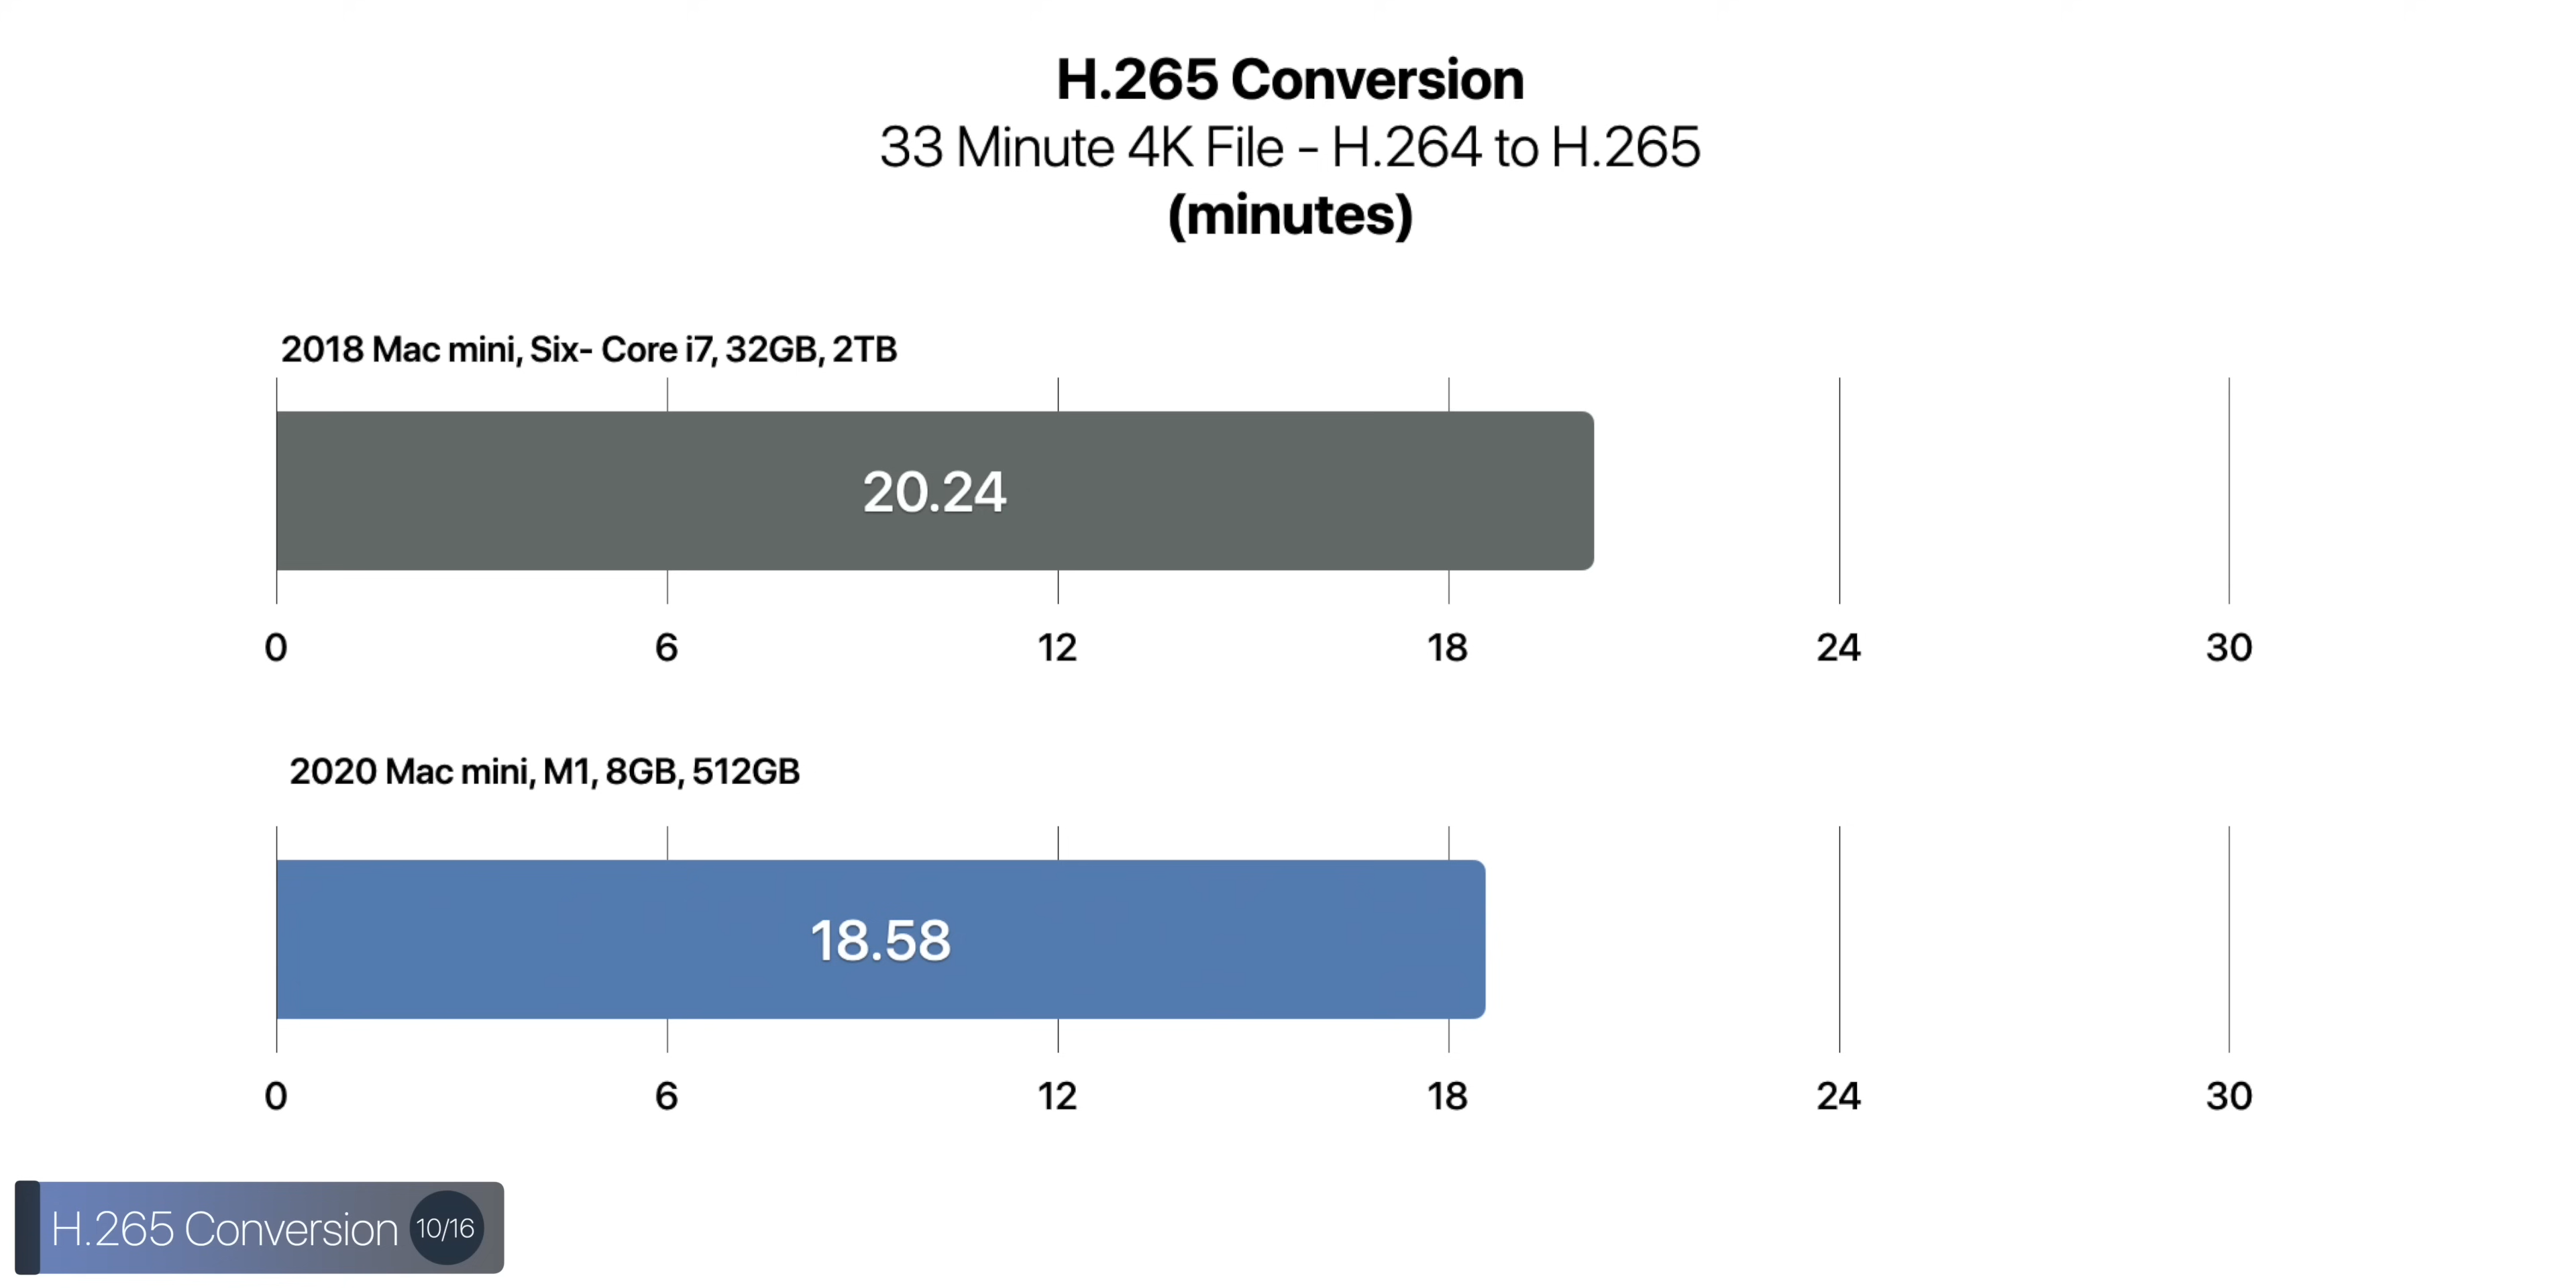 H.265 Conversion
33 Minute 4K File - H.264 to H.265
(minutes)
2018 Mac mini, Six- Core i7, 32GB, 2TB
20.24
0 6 12 18 24 30
2020 Mac mini, M1, 8GB, 512GB
18.58
0 6 12 18 24 30
H.265 Conversion 10/16